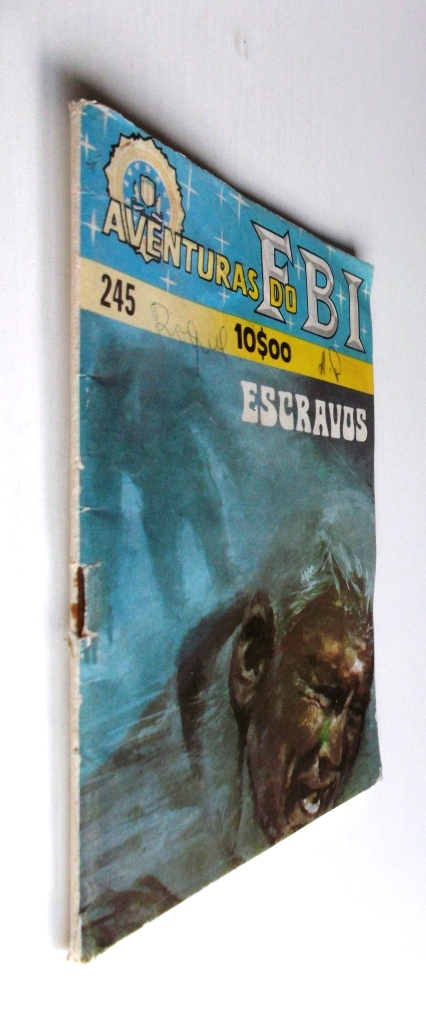 AVENTURAS DO FBI
245
10$00
ESCRAVOS